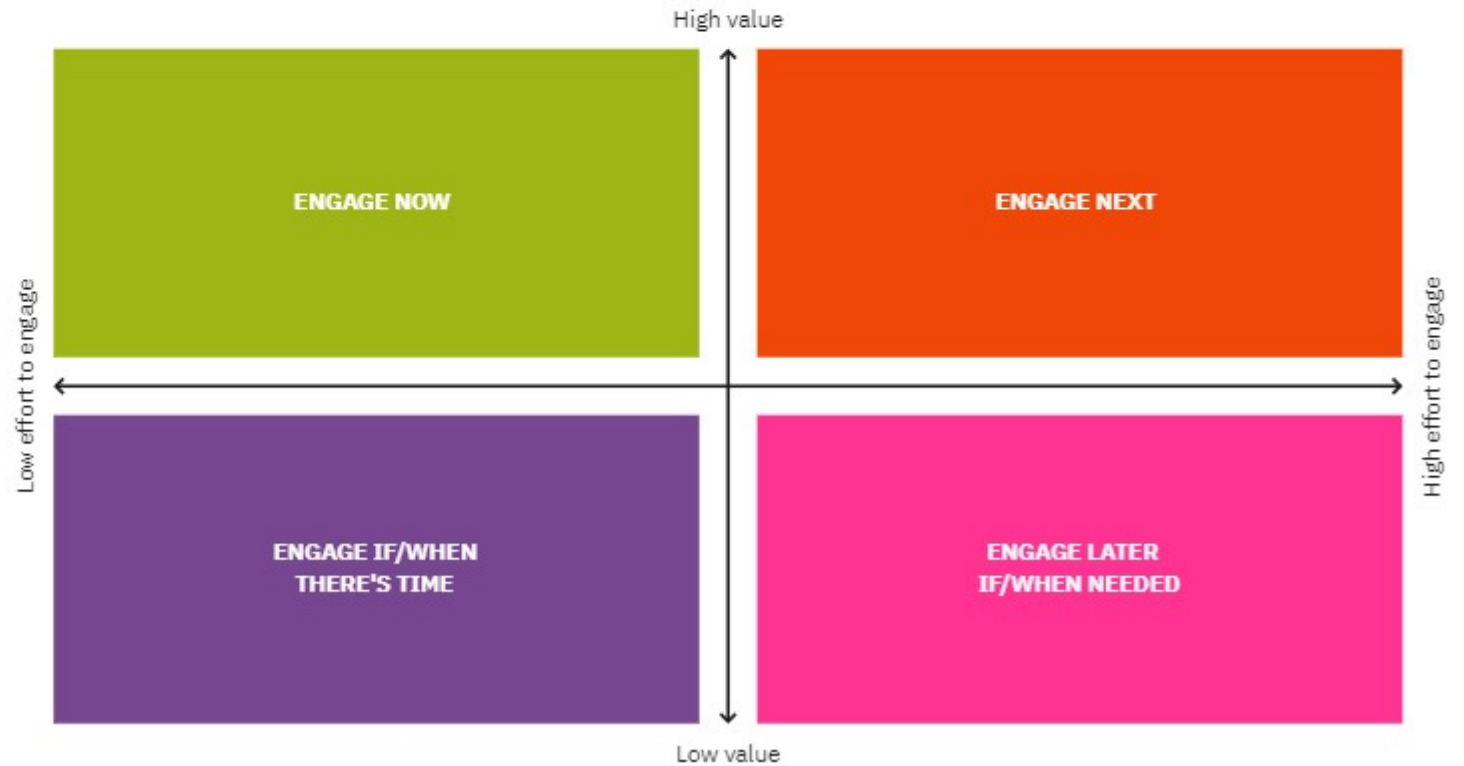 High value
ENGAGE NOW
ENGAGE NEXT
Low effort to engage
High effort to engage
ENGAGE IF/WHEN
THERE'S TIME
ENGAGE LATER
IF/WHEN NEEDED
Low value